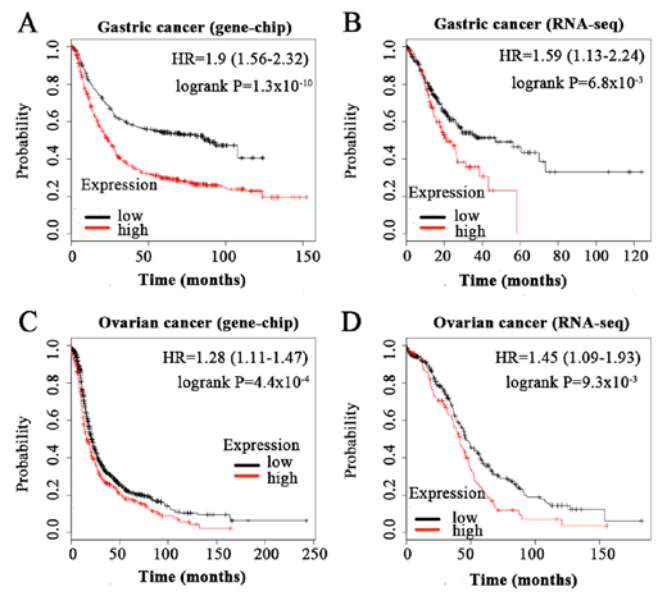 A
Gastric cancer (gene-chip)
HR=1.9 (1.56-2.32)
logrank P=1.3x10⁻¹⁰
Probability
1.0
0.8
0.6
0.4
0.2
0.0
Expression
low
high
0 50 100 150
Time (months)
B
Gastric cancer (RNA-seq)
HR=1.59 (1.13-2.24)
logrank P=6.8x10⁻³
Probability
1.0
0.8
0.6
0.4
0.2
0.0
Expression
low
high
0 20 40 60 80 100 120
Time (months)
C
Ovarian cancer (gene-chip)
HR=1.28 (1.11-1.47)
logrank P=4.4x10⁻⁴
Probability
1.0
0.8
0.6
0.4
0.2
0.0
Expression
low
high
0 50 100 150 200 250
Time (months)
D
Ovarian cancer (RNA-seq)
HR=1.45 (1.09-1.93)
logrank P=9.3x10⁻³
Probability
1.0
0.8
0.6
0.4
0.2
0.0
Expression
low
high
0 50 100 150
Time (months)